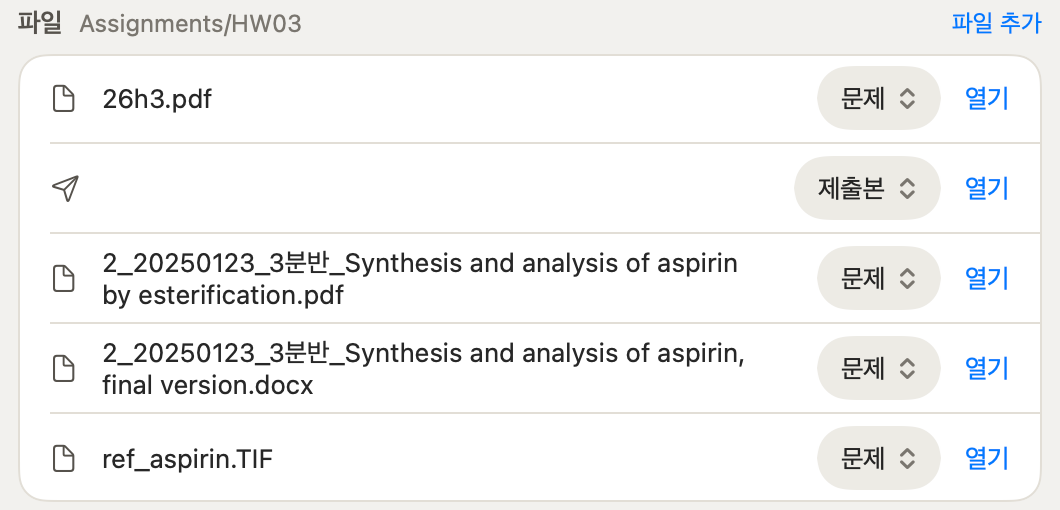 파일 Assignments/HW03 파일 추가
26h3.pdf 문제 열기
제출본 열기
2_20250123_3분반_Synthesis and analysis of aspirin
by esterification.pdf 문제 열기
2_20250123_3분반_Synthesis and analysis of aspirin,
final version.docx 문제 열기
ref_aspirin.TIF 문제 열기